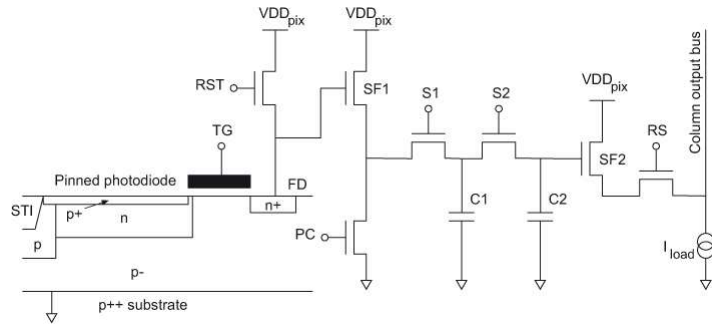 VDDpix
VDDpix
RST
SF1
S1
S2
VDDpix
Column output bus
TG
RS
SF2
Pinned photodiode
FD
STI
p+
n
n+
C1
C2
p
PC
Iload
p-
p++ substrate